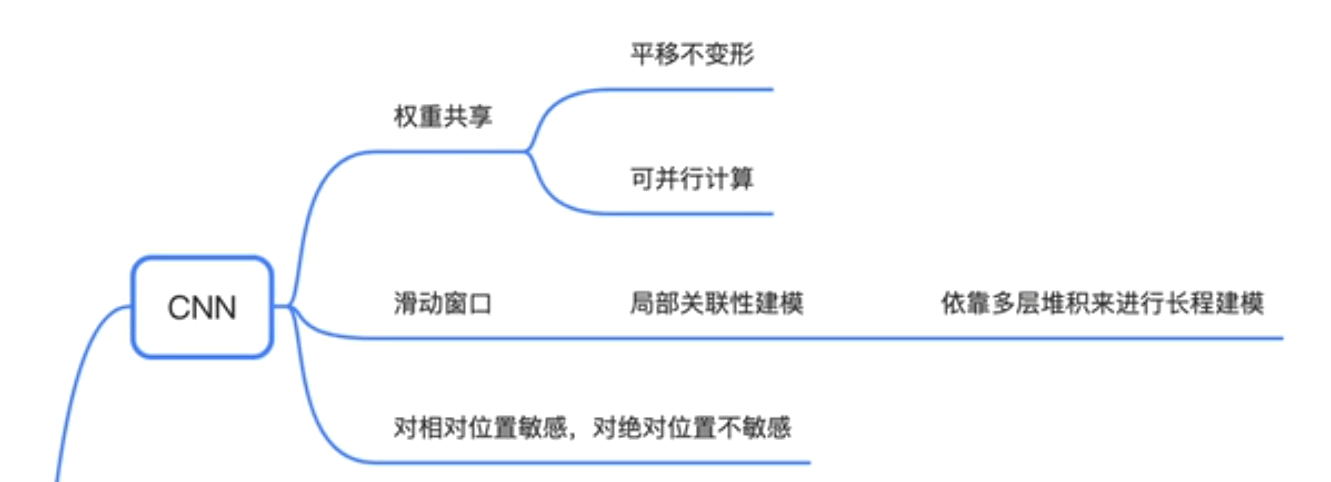 平移不变形
权重共享
可并行计算
CNN
滑动窗口 局部关联性建模 依靠多层堆积来进行长程建模
对相对位置敏感，对绝对位置不敏感